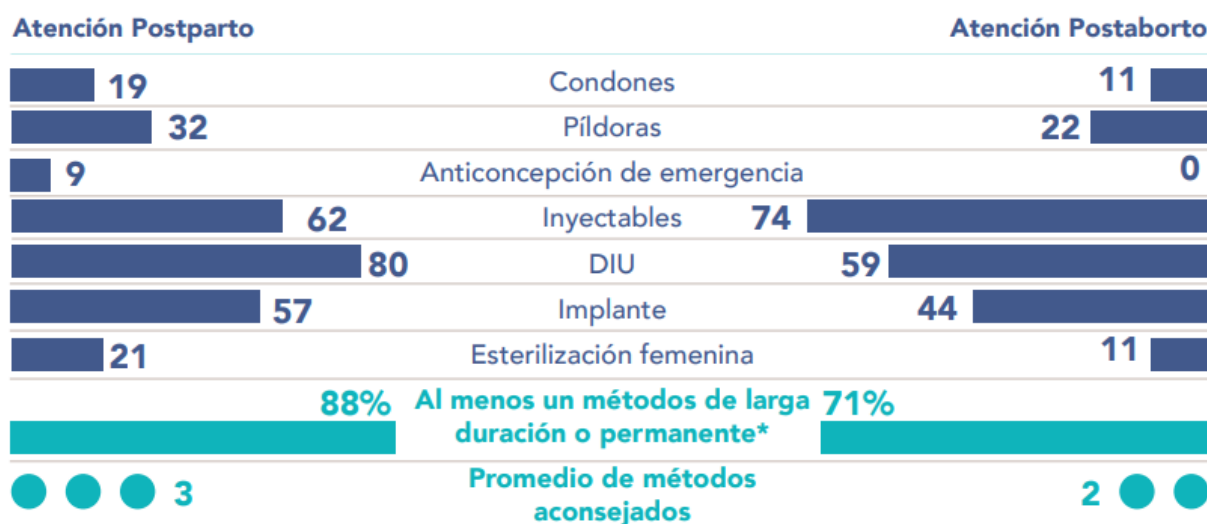 Atención Postparto Atención Postaborto
19 Condones 11
32 Píldoras 22
9 Anticoncepción de emergencia 0
62 Inyectables 74
80 DIU 59
57 Implante 44
21 Esterilización femenina 11
88% Al menos un métodos de larga 71%
duración o permanente*
3 Promedio de métodos 2
aconsejados